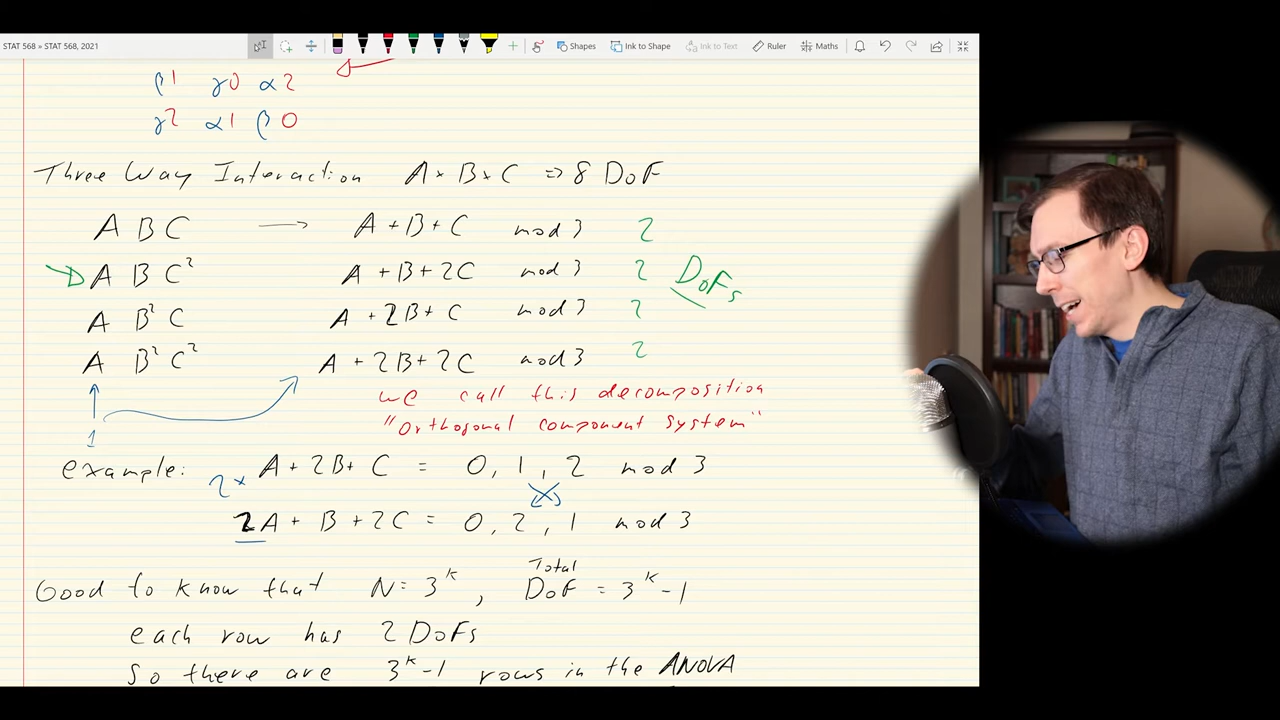 STAT 568 » STAT 568, 2021
Shapes Ink to Shape Ink to Text Ruler Maths
β1 γ0 α2
γ2 α1 β0
Three Way Interaction A×B×C ⇒ 8 DoF
A B C → A+B+C mod 3 2
A B C² A+B+2C mod 3 2 DoFs
A B² C A+2B+C mod 3 2
A B² C² A+2B+2C mod 3 2
we call this decomposition
1 "orthogonal component system"
example: 2× A+2B+C = 0, 1, 2 mod 3
2A + B + 2C = 0, 2, 1 mod 3
Total
Good to know that N=3^k, DoF = 3^k-1
each row has 2 DoFs
So there are 3^k-1 rows in the ANOVA